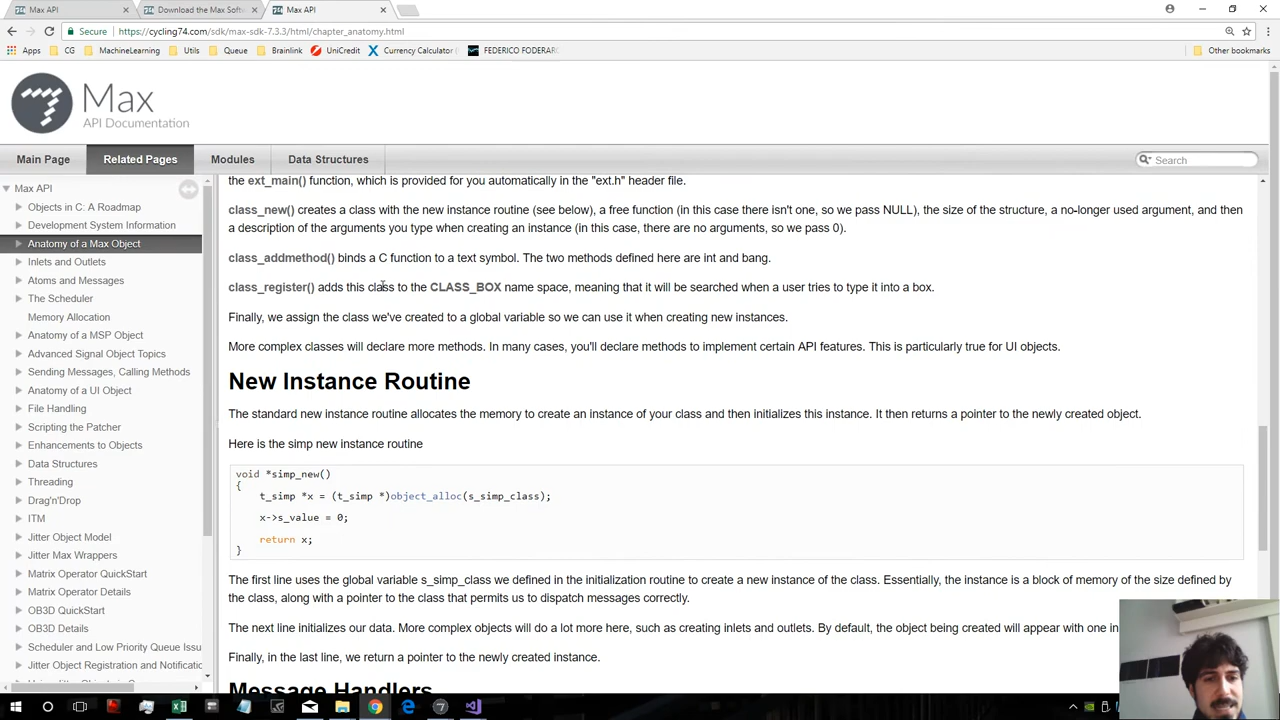 Max API
Download the Max Softw
Max API
Secure
https://cycling74.com/sdk/max-sdk-7.3.3/html/chapter_anatomy.html
Apps
CG
MachineLearning
Utils
Queue
Brainlink
UniCredit
Currency Calculator (
FEDERICO FODERAR
Other bookmarks
Max
API Documentation
Main Page
Related Pages
Modules
Data Structures
Search
Max API
Objects in C: A Roadmap
Development System Information
Anatomy of a Max Object
Inlets and Outlets
Atoms and Messages
The Scheduler
Memory Allocation
Anatomy of a MSP Object
Advanced Signal Object Topics
Sending Messages, Calling Methods
Anatomy of a UI Object
File Handling
Scripting the Patcher
Enhancements to Objects
Data Structures
Threading
Drag'n'Drop
ITM
Jitter Object Model
Jitter Max Wrappers
Matrix Operator QuickStart
Matrix Operator Details
OB3D QuickStart
OB3D Details
Scheduler and Low Priority Queue Issu
Jitter Object Registration and Notificatio
the ext_main() function, which is provided for you automatically in the "ext.h" header file.
class_new() creates a class with the new instance routine (see below), a free function (in this case there isn't one, so we pass NULL), the size of the structure, a no-longer used argument, and then
a description of the arguments you type when creating an instance (in this case, there are no arguments, so we pass 0).
class_addmethod() binds a C function to a text symbol. The two methods defined here are int and bang.
class_register() adds this class to the CLASS_BOX name space, meaning that it will be searched when a user tries to type it into a box.
Finally, we assign the class we've created to a global variable so we can use it when creating new instances.
More complex classes will declare more methods. In many cases, you'll declare methods to implement certain API features. This is particularly true for UI objects.
New Instance Routine
The standard new instance routine allocates the memory to create an instance of your class and then initializes this instance. It then returns a pointer to the newly created object.
Here is the simp new instance routine
void *simp_new()
{
t_simp *x = (t_simp *)object_alloc(s_simp_class);
x->s_value = 0;
return x;
}
The first line uses the global variable s_simp_class we defined in the initialization routine to create a new instance of the class. Essentially, the instance is a block of memory of the size defined by
the class, along with a pointer to the class that permits us to dispatch messages correctly.
The next line initializes our data. More complex objects will do a lot more here, such as creating inlets and outlets. By default, the object being created will appear with one in
Finally, in the last line, we return a pointer to the newly created instance.
Message Handlers